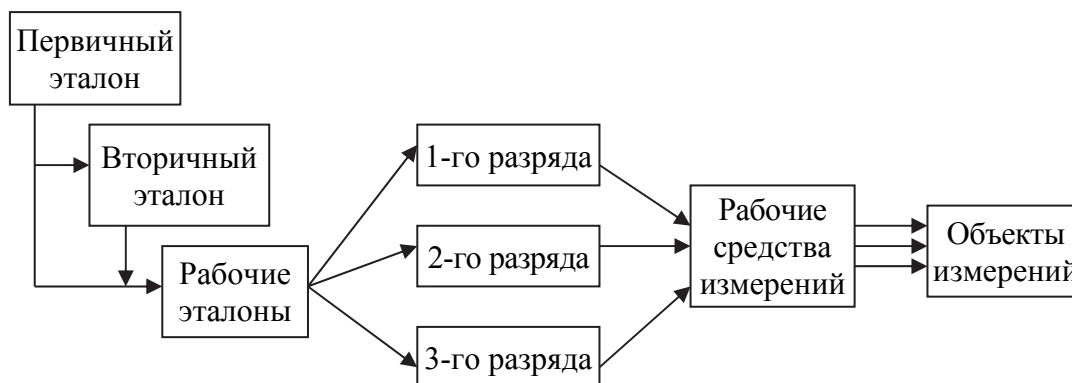 Первичный
эталон
Вторичный
эталон
Рабочие
эталоны
1-го разряда
2-го разряда
3-го разряда
Рабочие
средства
измерений
Объекты
измерений